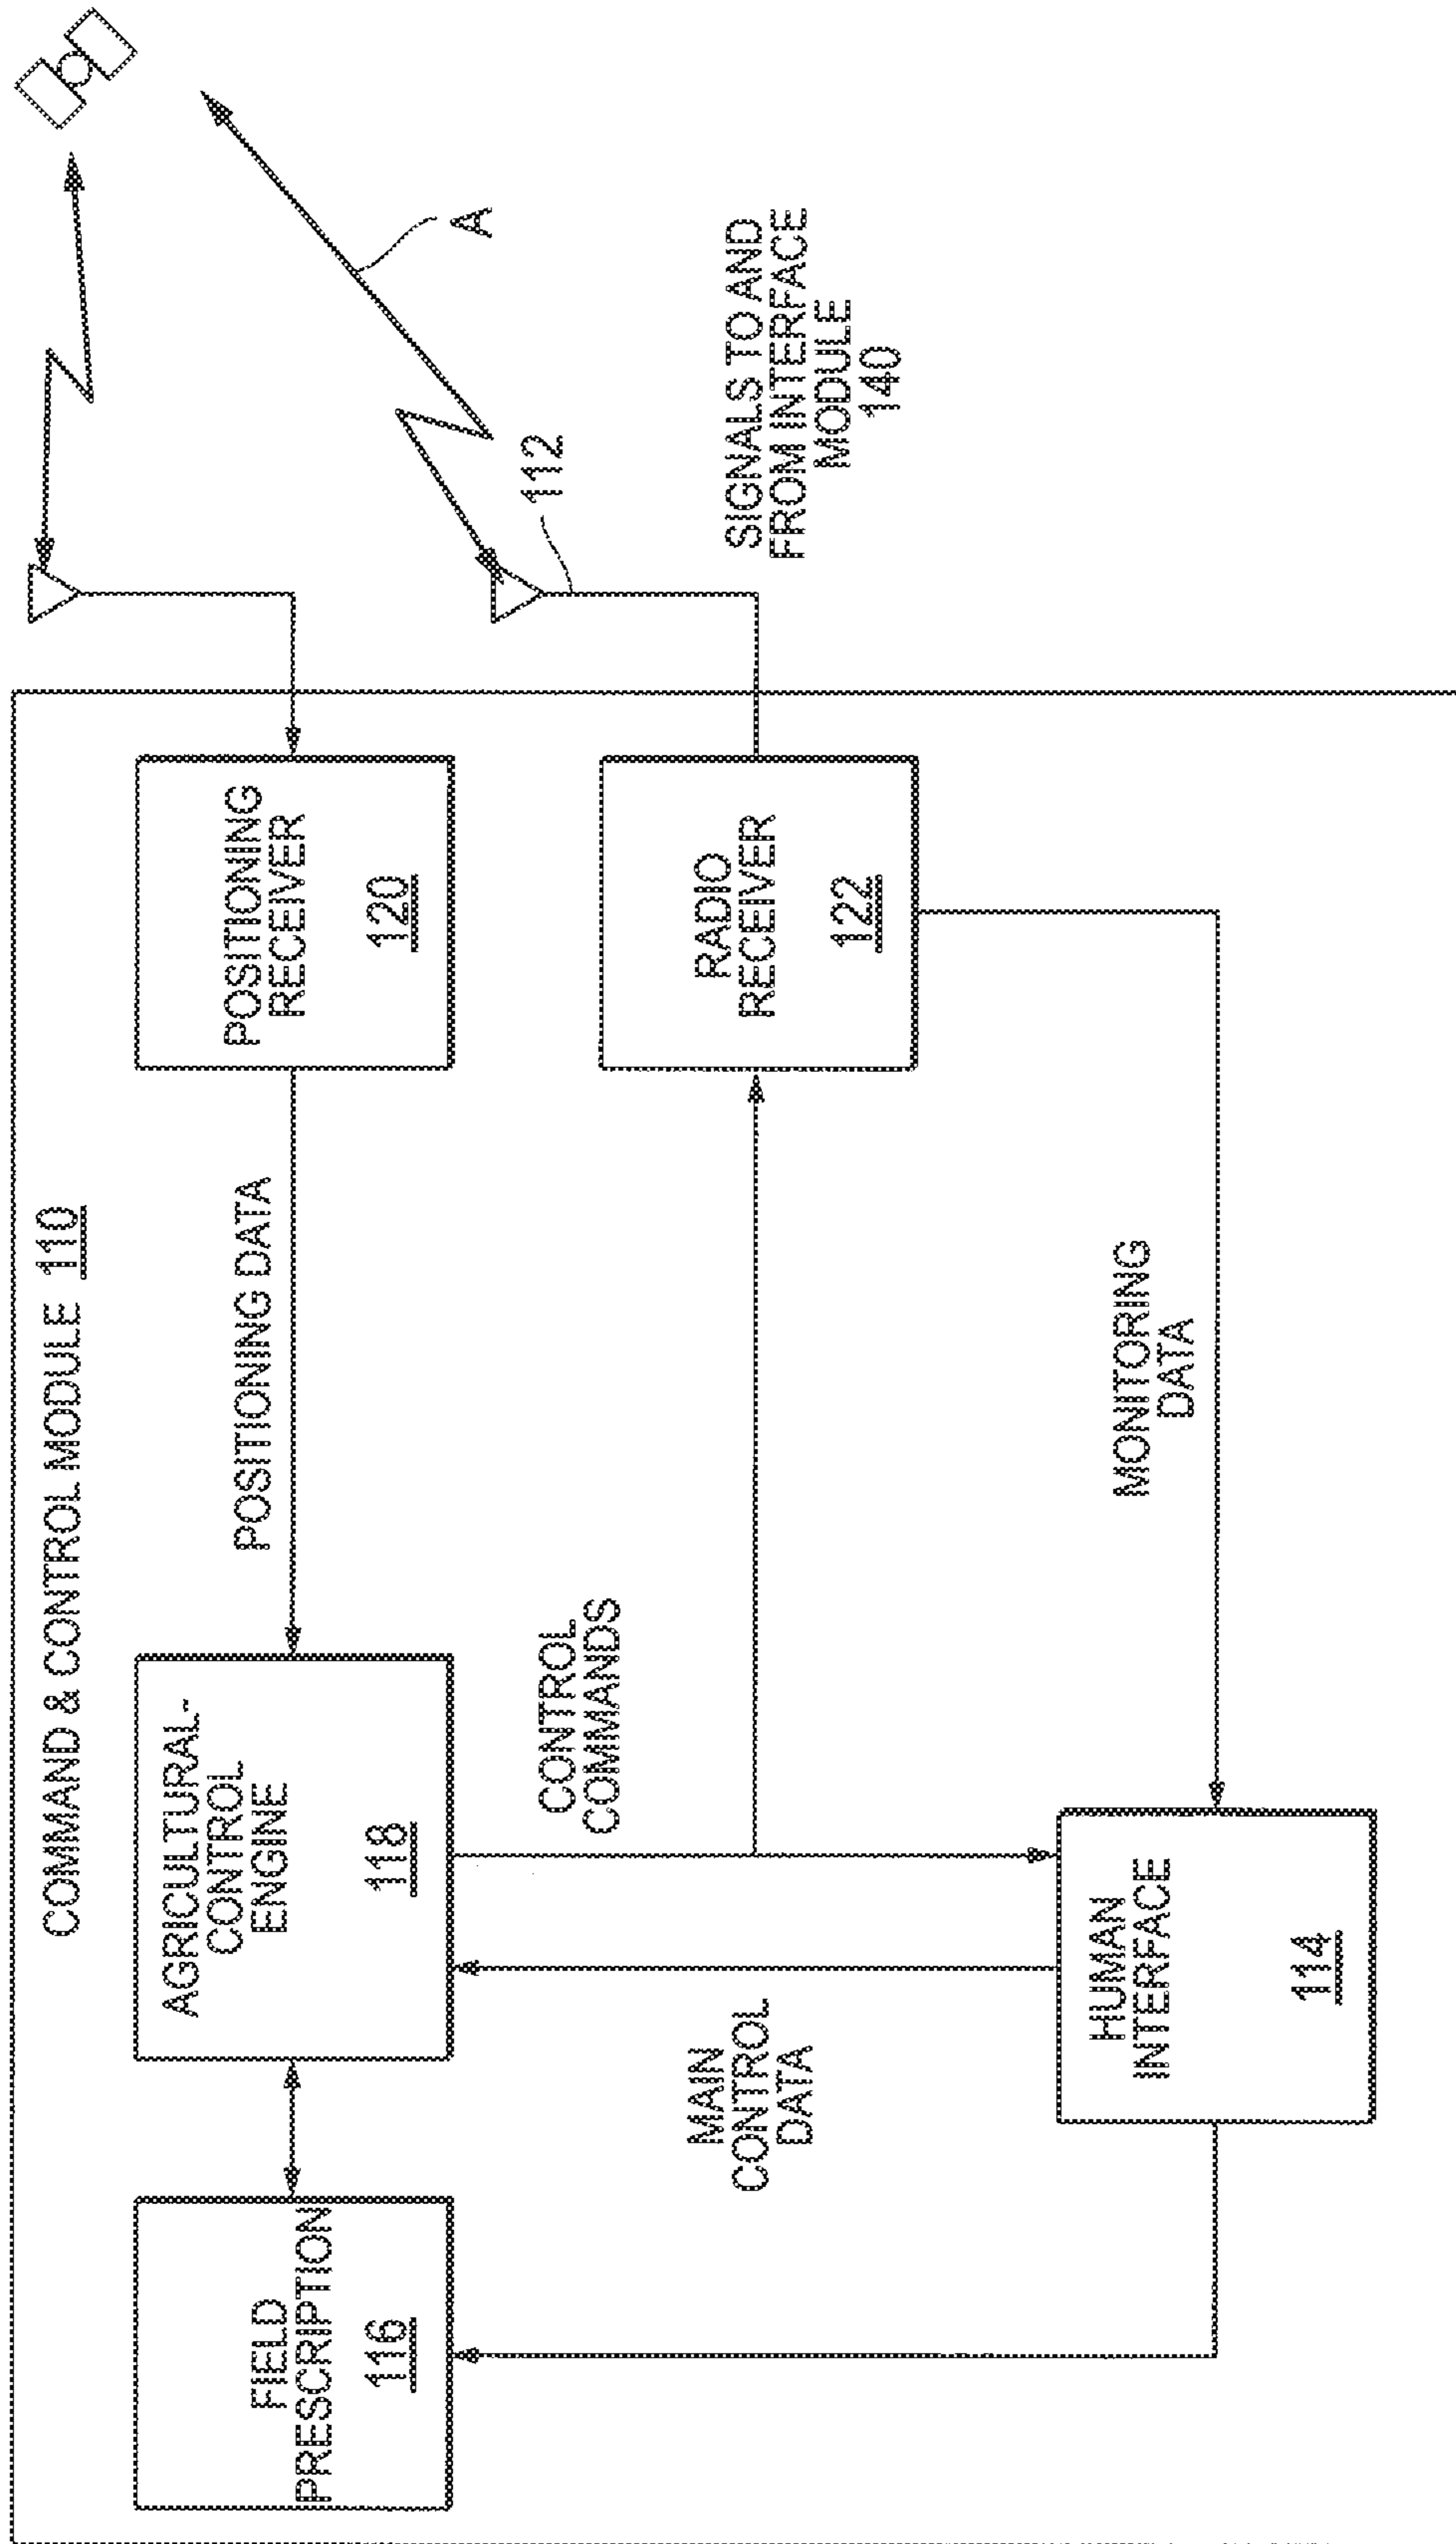 COMMAND & CONTROL MODULE 110
FIELD
PRESCRIPTION
116
AGRICULTURAL-
CONTROL
ENGINE
118
POSITIONING DATA
POSITIONING
RECEIVER
120
A
112
CONTROL
COMMANDS
RADIO
RECEIVER
122
SIGNALS TO AND
FROM INTERFACE
MODULE
140
MAIN
CONTROL
DATA
HUMAN
INTERFACE
114
MONITORING
DATA